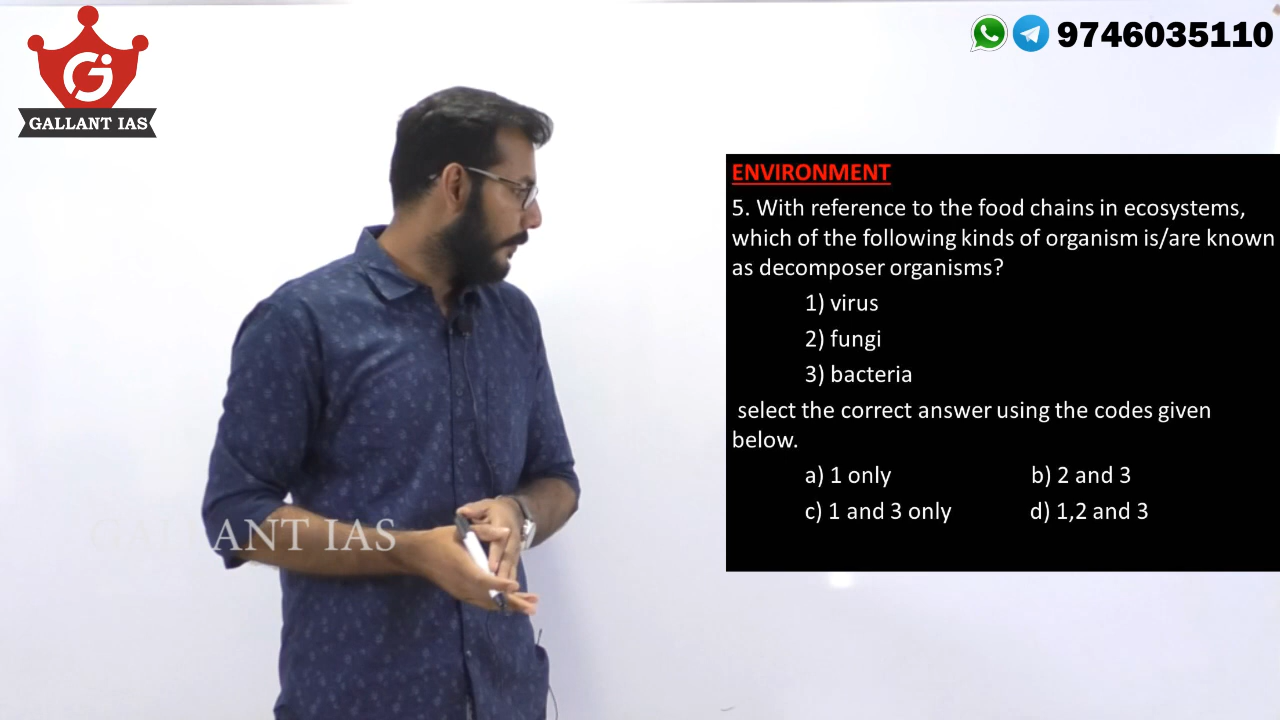 9746035110
GALLANT IAS
ENVIRONMENT
5. With reference to the food chains in ecosystems,
which of the following kinds of organism is/are known
as decomposer organisms?
1) virus
2) fungi
3) bacteria
select the correct answer using the codes given
below.
a) 1 only b) 2 and 3
c) 1 and 3 only d) 1,2 and 3
GALLANT IAS